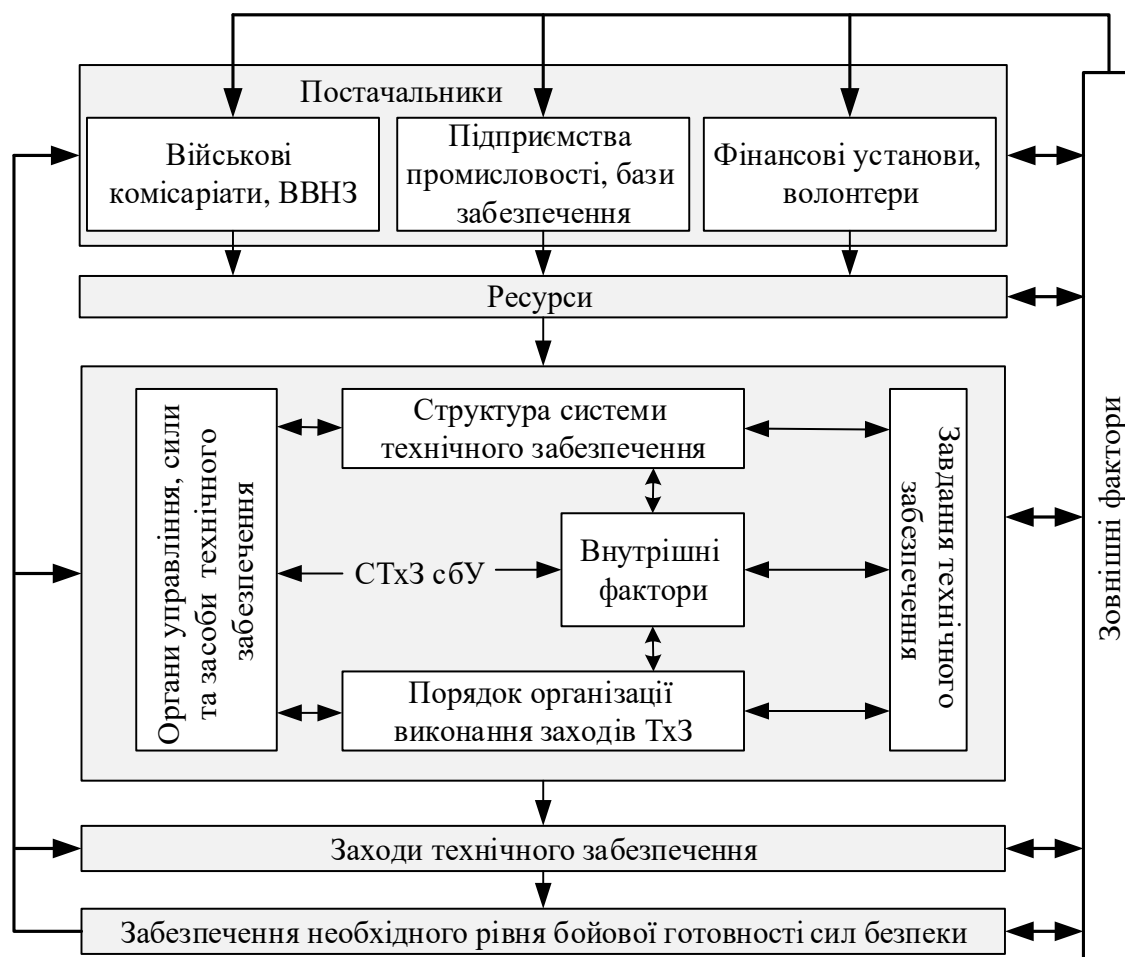 Постачальники
Військові
комісаріати, ВВНЗ
Підприємства
промисловості, бази
забезпечення
Фінансові установи,
волонтери
Ресурси
Органи управління, сили
та засоби технічного
забезпечення
Структура системи
технічного забезпечення
СТхЗ сбУ
Внутрішні
фактори
Порядок організації
виконання заходів ТхЗ
Завдання технічного
забезпечення
Зовнішні фактори
Заходи технічного забезпечення
Забезпечення необхідного рівня бойової готовності сил безпеки